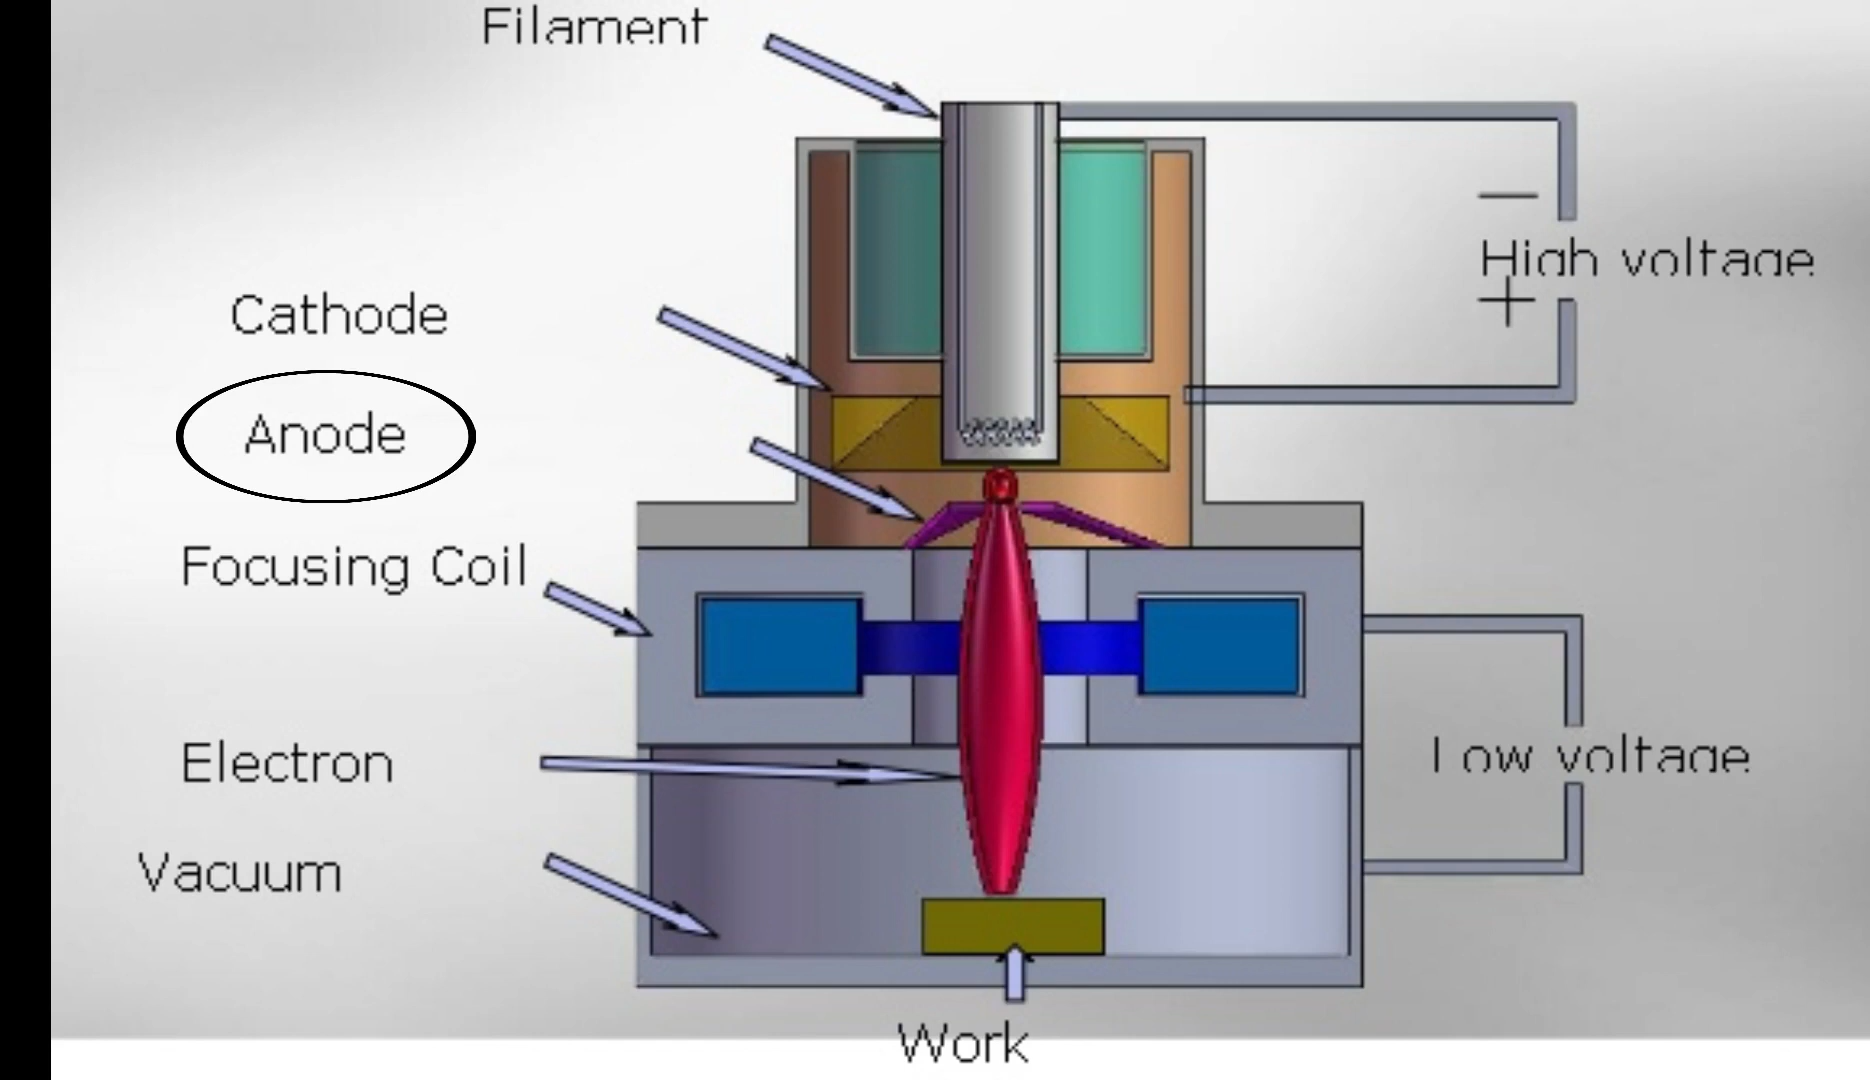 Filament
Cathode
Anode
Focusing Coil
Electron
Vacuum
Work
−
High voltage
+
Low voltage